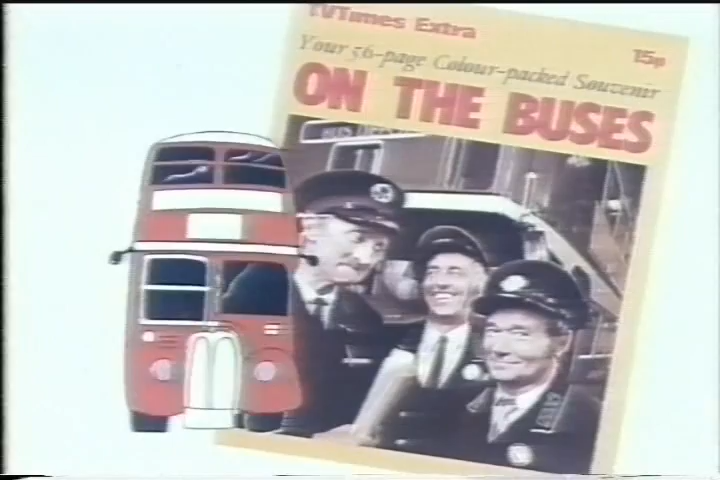 TVTimes Extra
15p
Your 56-page Colour-packed Souvenir
ON THE BUSES